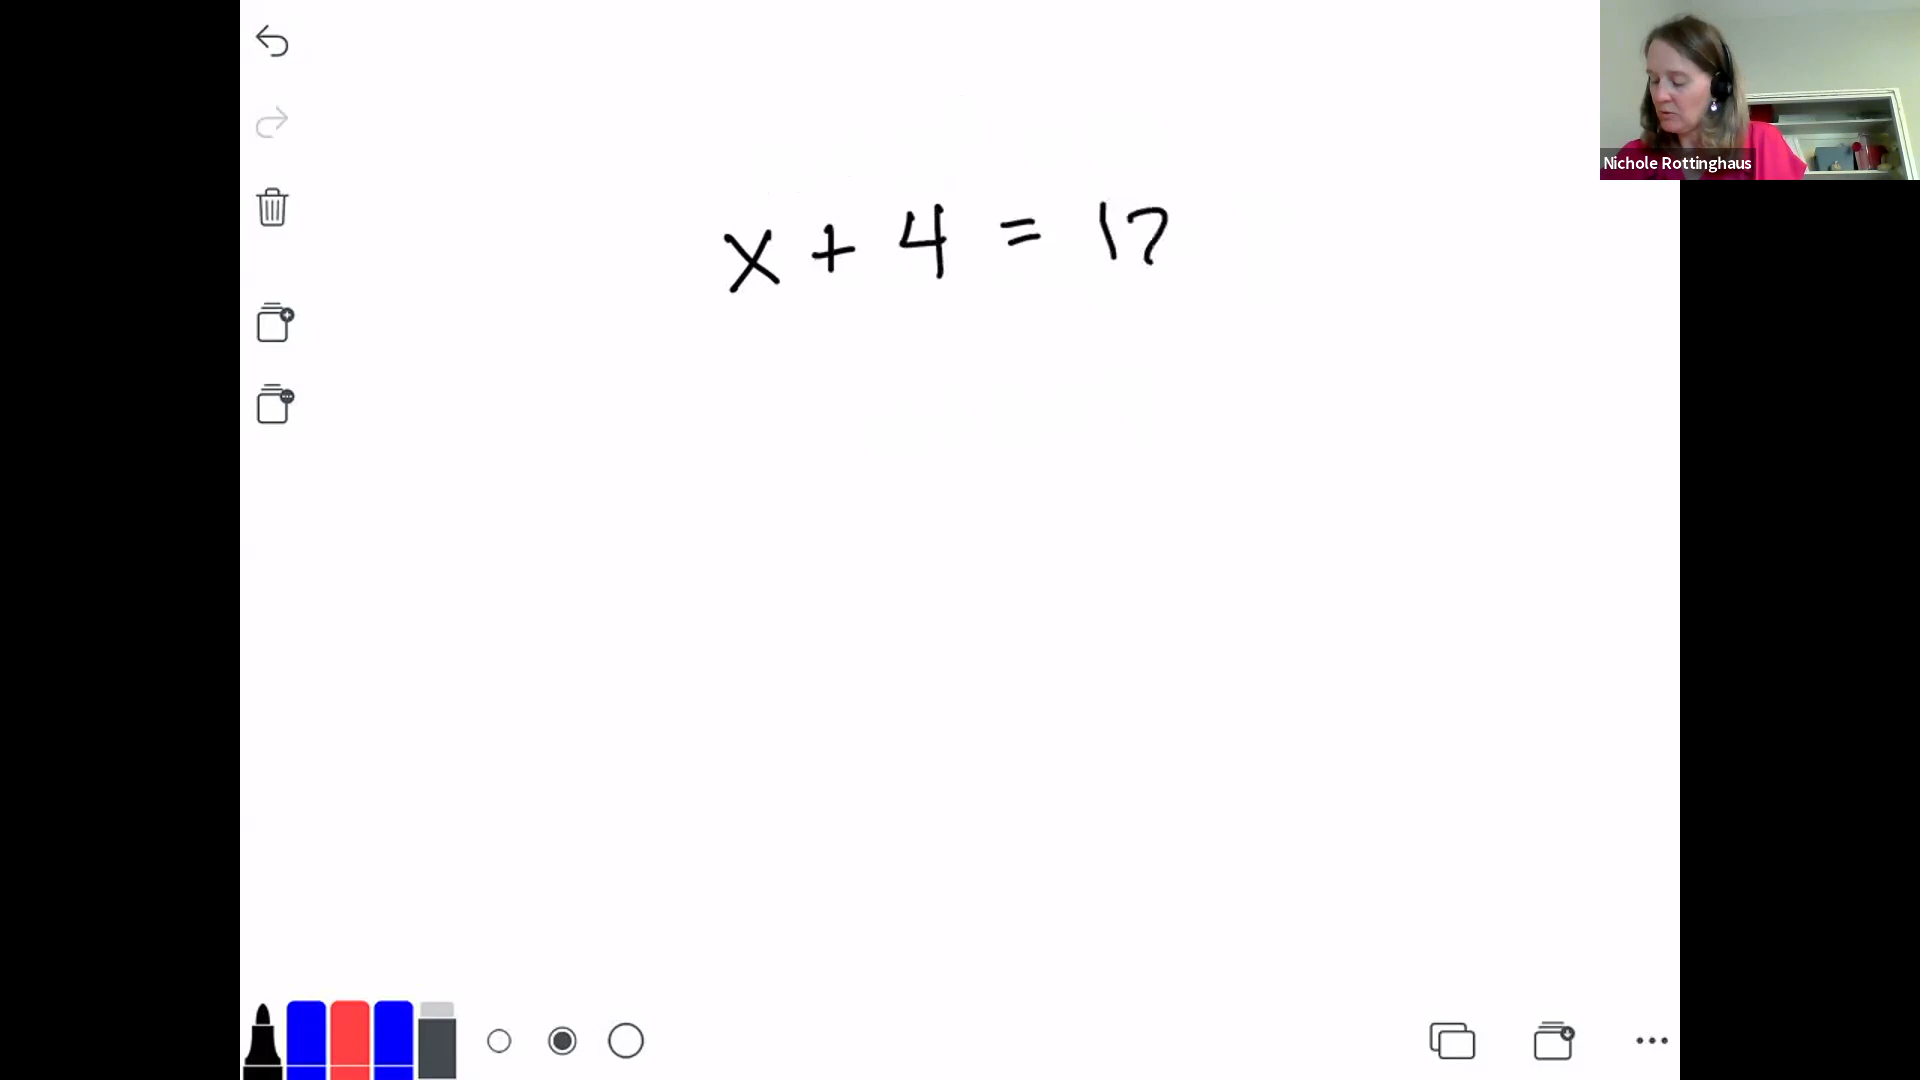 x + 4 = 17
Nichole Rottinghaus